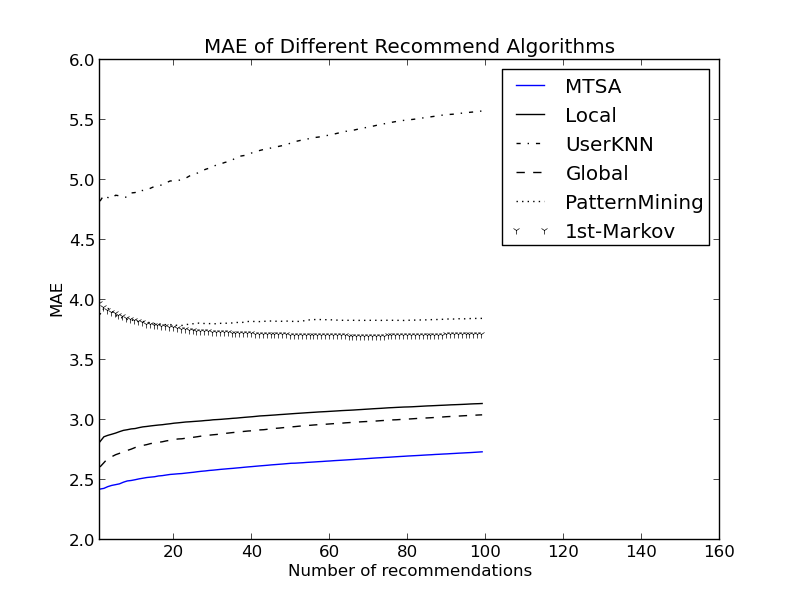 MAE of Different Recommend Algorithms
6.0
5.5
5.0
4.5
4.0
3.5
3.0
2.5
2.0
MAE
MTSA
Local
UserKNN
Global
PatternMining
1st-Markov
20 40 60 80 100 120 140 160
Number of recommendations